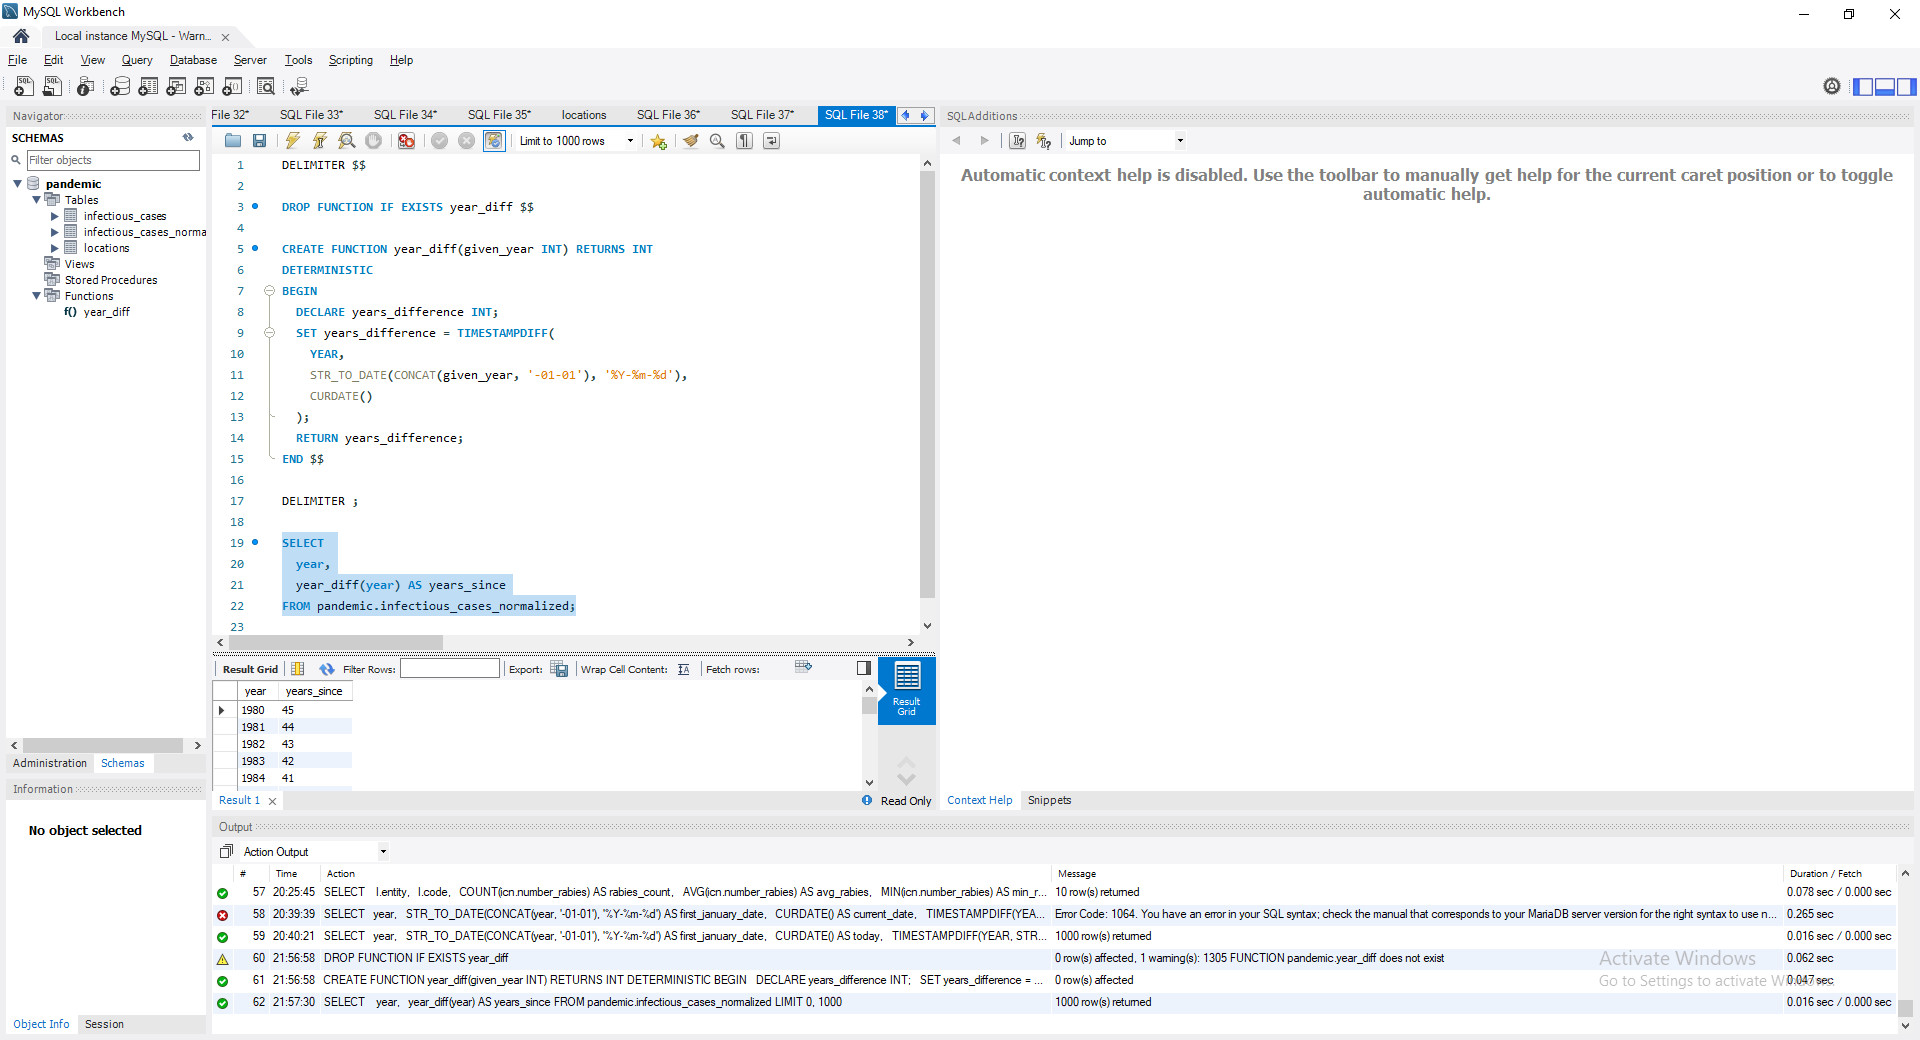 MySQL Workbench
Local instance MySQL - Warn...
File Edit View Query Database Server Tools Scripting Help
Navigator
SCHEMAS
Filter objects
pandemic
Tables
infectious_cases
infectious_cases_norma
locations
Views
Stored Procedures
Functions
f() year_diff
Administration Schemas
Information
No object selected
Object Info Session
File 32* SQL File 33* SQL File 34* SQL File 35* locations SQL File 36* SQL File 37* SQL File 38*
Limit to 1000 rows
1 DELIMITER $$
2
3 DROP FUNCTION IF EXISTS year_diff $$
4
5 CREATE FUNCTION year_diff(given_year INT) RETURNS INT
6 DETERMINISTIC
7 BEGIN
8 DECLARE years_difference INT;
9 SET years_difference = TIMESTAMPDIFF(
10 YEAR,
11 STR_TO_DATE(CONCAT(given_year, '-01-01'), '%Y-%m-%d'),
12 CURDATE()
13 );
14 RETURN years_difference;
15 END $$
16
17 DELIMITER ;
18
19 SELECT
20 year,
21 year_diff(year) AS years_since
22 FROM pandemic.infectious_cases_normalized;
23
Result Grid Filter Rows: Export: Wrap Cell Content: Fetch rows:
year years_since
1980 45
1981 44
1982 43
1983 42
1984 41
Result Grid
Result 1 Read Only
SQLAdditions
Jump to
Automatic context help is disabled. Use the toolbar to manually get help for the current caret position or to toggle
automatic help.
Context Help Snippets
Output
Action Output
# Time Action Message Duration / Fetch
57 20:25:45 SELECT l.entity, l.code, COUNT(icn.number_rabies) AS rabies_count, AVG(icn.number_rabies) AS avg_rabies, MIN(icn.number_rabies) AS min_r... 10 row(s) returned 0.078 sec / 0.000 sec
58 20:39:39 SELECT year, STR_TO_DATE(CONCAT(year, '-01-01'), '%Y-%m-%d') AS first_january_date, CURDATE() AS current_date, TIMESTAMPDIFF(YEA... Error Code: 1064. You have an error in your SQL syntax; check the manual that corresponds to your MariaDB server version for the right syntax to use n... 0.265 sec
59 20:40:21 SELECT year, STR_TO_DATE(CONCAT(year, '-01-01'), '%Y-%m-%d') AS first_january_date, CURDATE() AS today, TIMESTAMPDIFF(YEAR, STR... 1000 row(s) returned 0.016 sec / 0.000 sec
60 21:56:58 DROP FUNCTION IF EXISTS year_diff 0 row(s) affected, 1 warning(s): 1305 FUNCTION pandemic.year_diff does not exist 0.062 sec
61 21:56:58 CREATE FUNCTION year_diff(given_year INT) RETURNS INT DETERMINISTIC BEGIN DECLARE years_difference INT; SET years_difference = ... 0 row(s) affected 0.047 sec
62 21:57:30 SELECT year, year_diff(year) AS years_since FROM pandemic.infectious_cases_normalized LIMIT 0, 1000 1000 row(s) returned 0.016 sec / 0.000 sec
Activate Windows
Go to Settings to activate